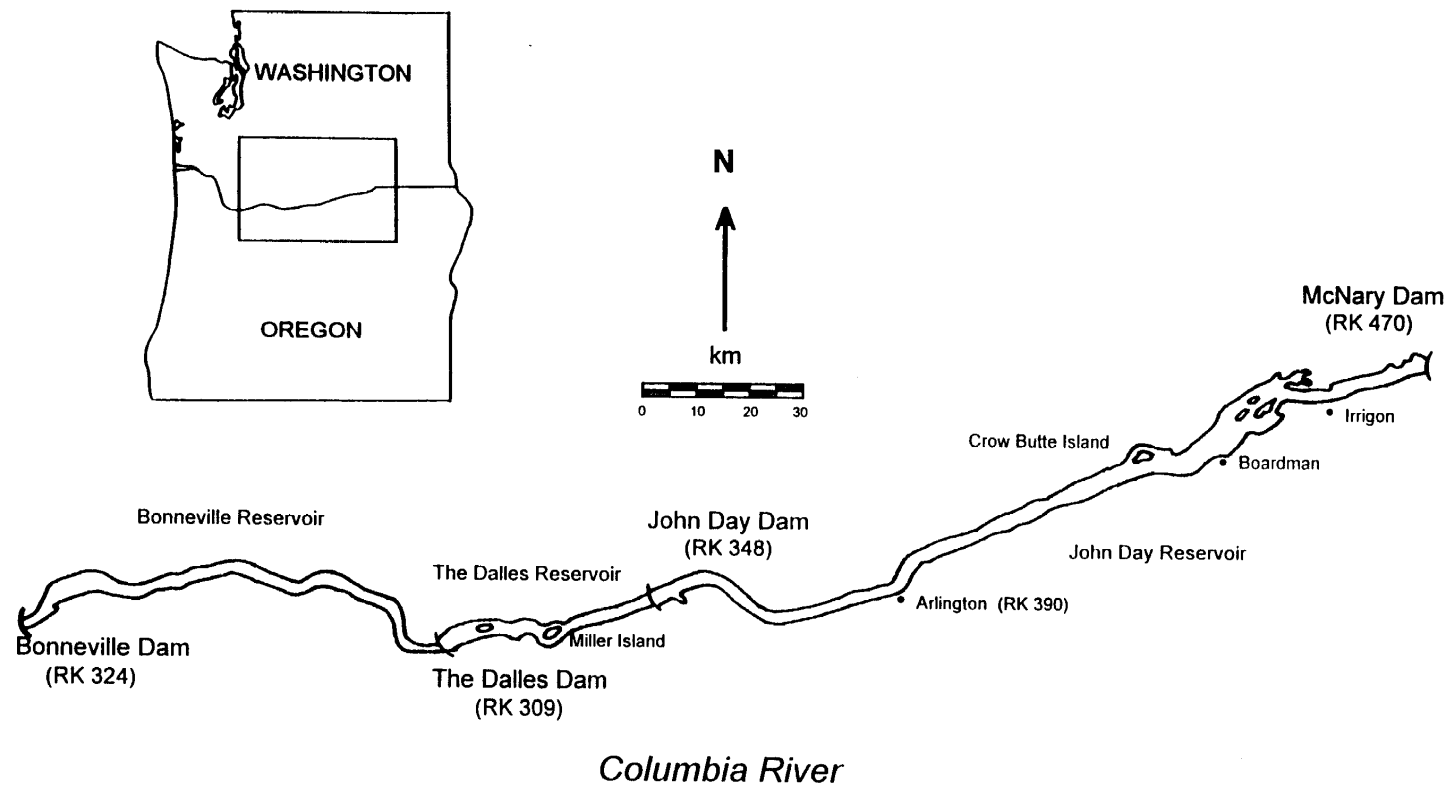 WASHINGTON
OREGON
N
km
0 10 20 30
McNary Dam
(RK 470)
Irrigon
Crow Butte Island
Boardman
Bonneville Reservoir
John Day Dam
(RK 348)
John Day Reservoir
The Dalles Reservoir
Arlington (RK 390)
Miller Island
Bonneville Dam
(RK 324)
The Dalles Dam
(RK 309)
Columbia River